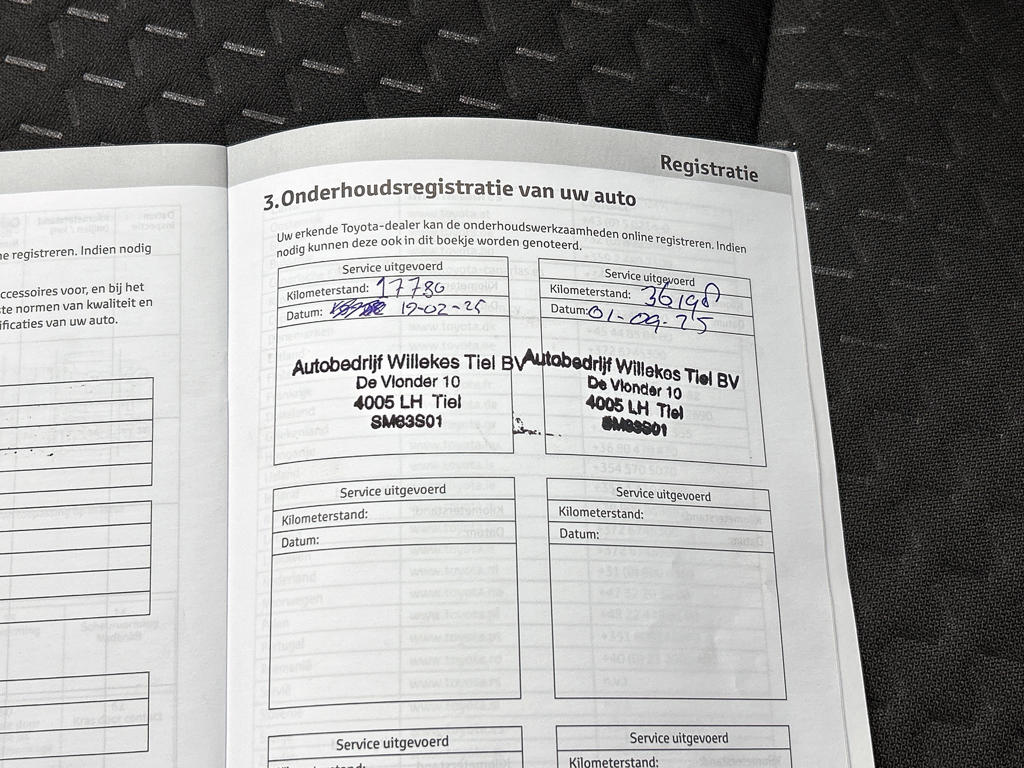 Registratie
3. Onderhoudsregistratie van uw auto
Uw erkende Toyota-dealer kan de onderhoudswerkzaamheden online registreren. Indien
nodig kunnen deze ook in dit boekje worden genoteerd.
Service uitgevoerd
Kilometerstand: 17780
Datum: 19-02-25
Autobedrijf Willekes Tiel BV
De Vlonder 10
4005 LH Tiel
SM63S01
Service uitgevoerd
Kilometerstand: 36198
Datum: 01-09-25
Autobedrijf Willekes Tiel BV
De Vlonder 10
4005 LH Tiel
Service uitgevoerd
Kilometerstand:
Datum:
Service uitgevoerd
Kilometerstand:
Datum:
Service uitgevoerd
Service uitgevoerd
Kilometerstand:
registreren. Indien nodig
ccessoires voor, en bij het
normen van kwaliteit en
van uw auto.